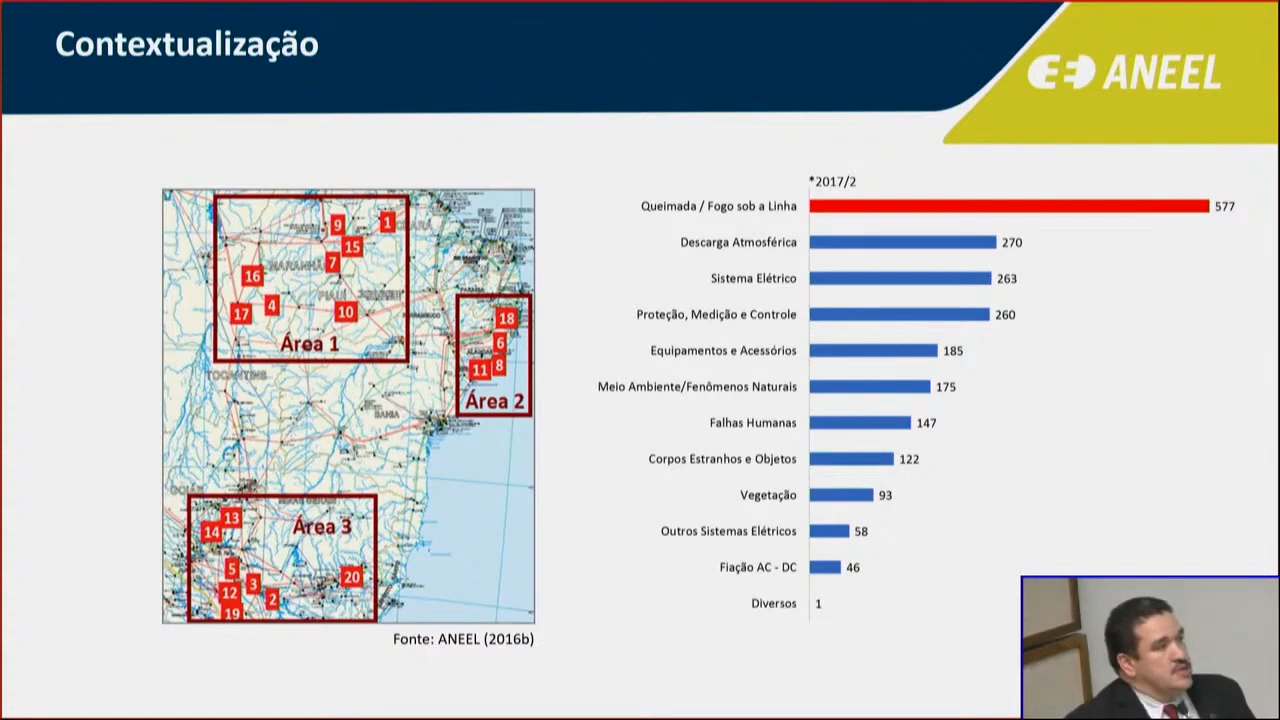 Contextualização
ANEEL
9
1
CEARÁ
15
7
MARANHÃ
16
PIAUÍ
17
4
10
Área 1
18
6
8
11
Área 2
TOCANTINS
BAHIA
GOIÁ
13
14
Área 3
5
3
20
12
2
19
Fonte: ANEEL (2016b)
*2017/2
Queimada / Fogo sob a Linha 577
Descarga Atmosférica 270
Sistema Elétrico 263
Proteção, Medição e Controle 260
Equipamentos e Acessórios 185
Meio Ambiente/Fenômenos Naturais 175
Falhas Humanas 147
Corpos Estranhos e Objetos 122
Vegetação 93
Outros Sistemas Elétricos 58
Fiação AC - DC 46
Diversos 1